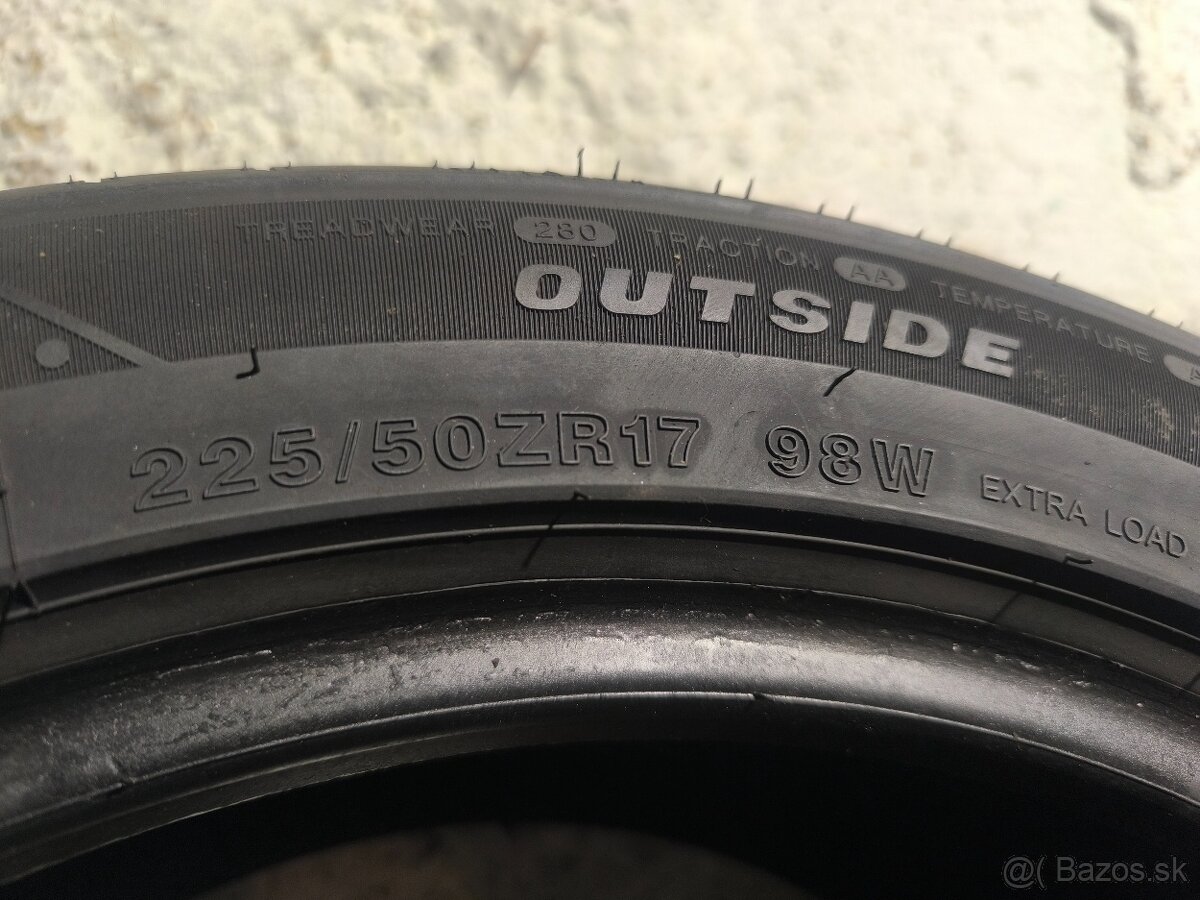 TREADWEAR 280 TRACTION AA TEMPERATURE
OUTSIDE
225/50ZR17 98W EXTRA LOAD
@( Bazos.sk